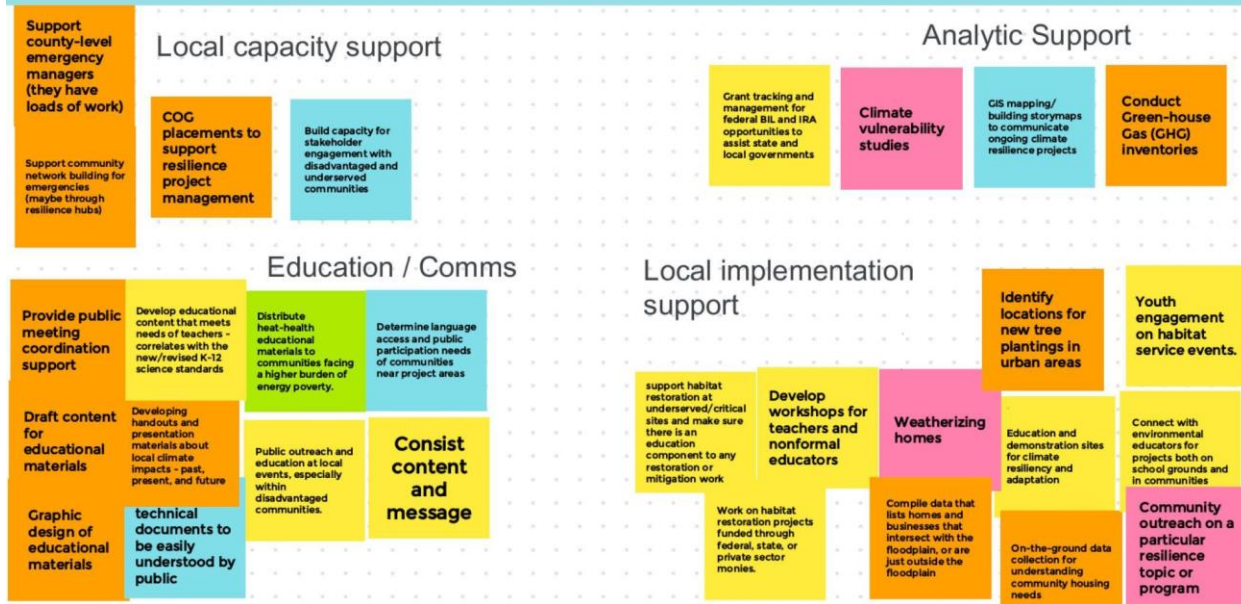 Local capacity support
Support
county-level
emergency
managers
(they have
loads of work)
Support community
network building for
emergencies
(maybe through
resilience hubs)
COG
placements to
support
resilience
project
management
Build capacity for
stakeholder
engagement with
disadvantaged and
underserved
communities
Analytic Support
Grant tracking and
management for
federal BIL and IRA
opportunities to
assist state and
local governments
Climate
vulnerability
studies
GIS mapping/
building storymaps
to communicate
ongoing climate
resilience projects
Conduct
Green-house
Gas (GHG)
inventories
Education / Comms
Provide public
meeting
coordination
support
Develop educational
content that meets
needs of teachers -
correlates with the
new/revised K-12
science standards
Distribute
heat-health
educational
materials to
communities facing
a higher burden of
energy poverty.
Determine language
access and public
participation needs
of communities
near project areas
Draft content
for
educational
materials
Developing
handouts and
presentation
materials about
local climate
impacts - past,
present, and future
Public outreach and
education at local
events, especially
within
disadvantaged
communities.
Consist
content
and
message
Graphic
design of
educational
materials
technical
documents to
be easily
understood by
public
Local implementation
support
Identify
locations for
new tree
plantings in
urban areas
Youth
engagement
on habitat
service events.
support habitat
restoration at
underserved/critical
sites and make sure
there is an
education
component to any
restoration or
mitigation work
Develop
workshops for
teachers and
nonformal
educators
Weatherizing
homes
Education and
demonstration sites
for climate
resiliency and
adaptation
Connect with
environmental
educators for
projects both on
school grounds and
in communities
Work on habitat
restoration projects
funded through
federal, state, or
private sector
monies.
Compile data that
lists homes and
businesses that
intersect with the
floodplain, or are
just outside the
floodplain
On-the-ground data
collection for
understanding
community housing
needs
Community
outreach on a
particular
resilience
topic or
program